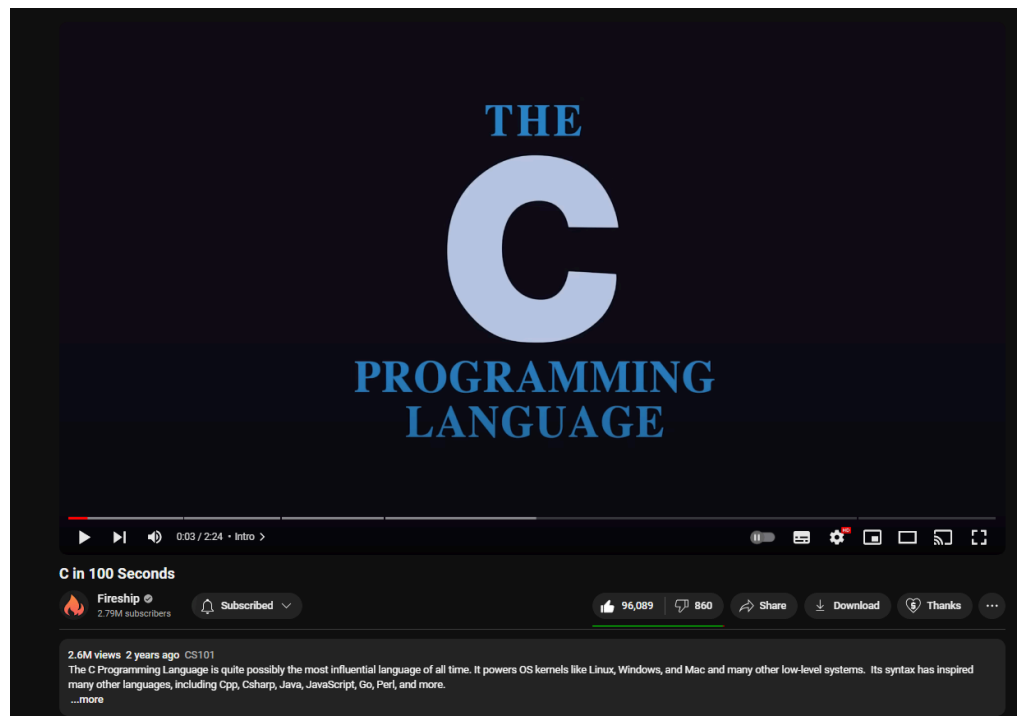 THE
C
PROGRAMMING
LANGUAGE
0:03 / 2:24 • Intro >
HD
C in 100 Seconds
Fireship
2.79M subscribers
Subscribed
96,089
860
Share
Download
Thanks
2.6M views 2 years ago CS101
The C Programming Language is quite possibly the most influential language of all time. It powers OS kernels like Linux, Windows, and Mac and many other low-level systems. Its syntax has inspired
many other languages, including Cpp, Csharp, Java, JavaScript, Go, Perl, and more.
...more